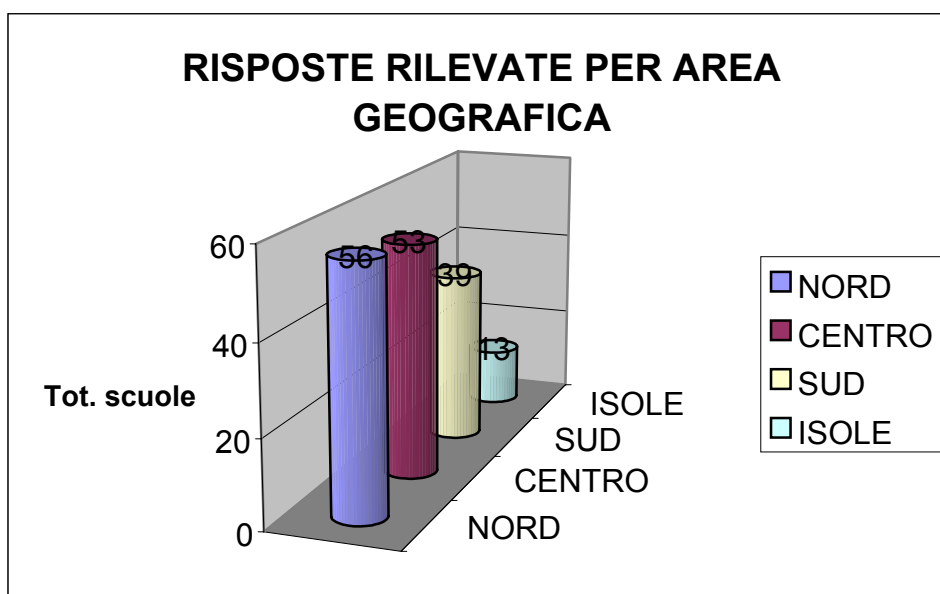 RISPOSTE RILEVATE PER AREA
GEOGRAFICA
60
40
20
0
Tot. scuole
56
53
39
13
ISOLE
SUD
CENTRO
NORD
NORD
CENTRO
SUD
ISOLE